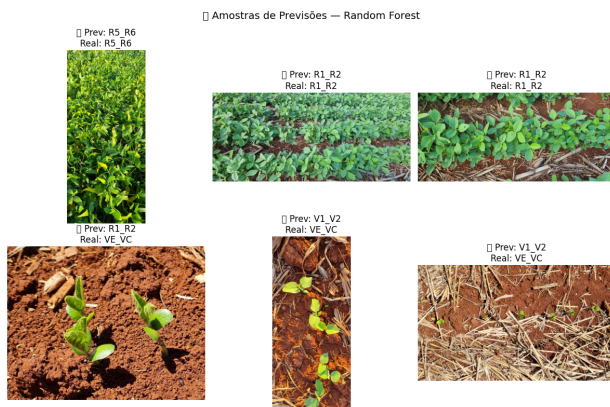 Amostras de Previsões — Random Forest
Prev: R5_R6
Real: R5_R6
Prev: R1_R2
Real: R1_R2
Prev: R1_R2
Real: R1_R2
Prev: R1_R2
Real: VE_VC
Prev: V1_V2
Real: VE_VC
Prev: V1_V2
Real: VE_VC